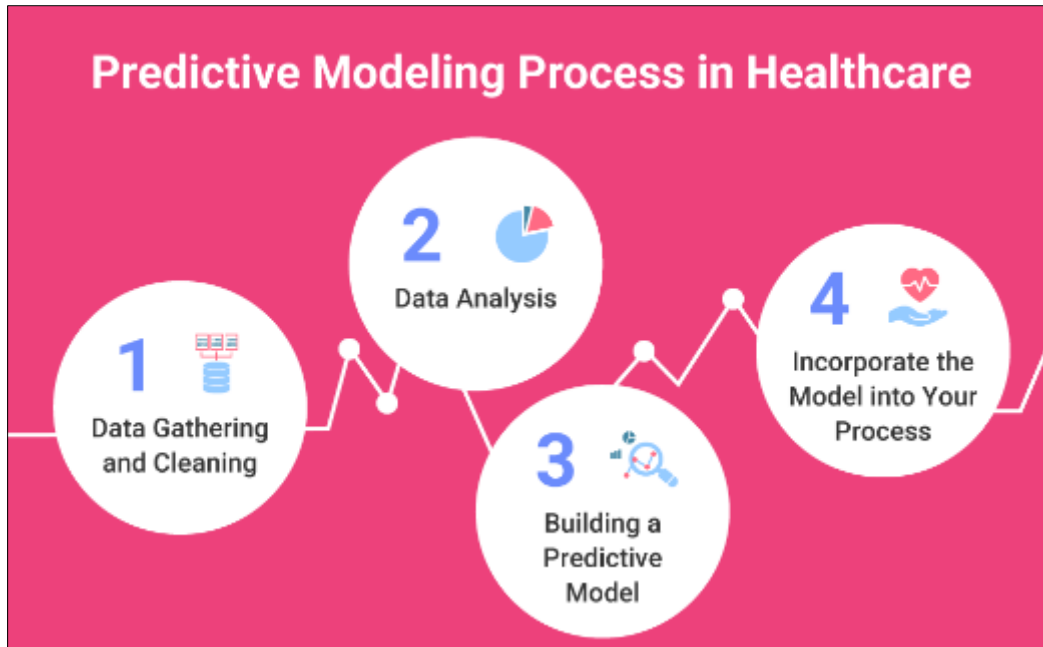 Predictive Modeling Process in Healthcare
1
Data Gathering
and Cleaning
2
Data Analysis
3
Building a
Predictive
Model
4
Incorporate the
Model into Your
Process